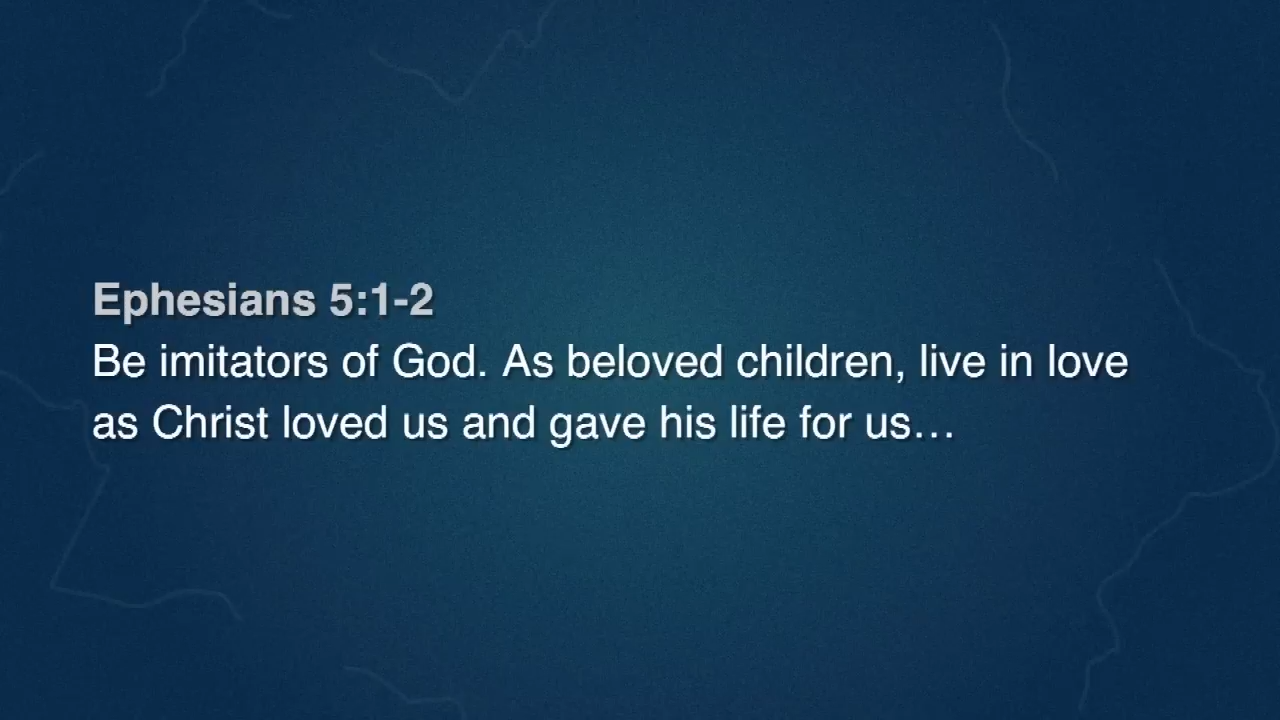 Ephesians 5:1-2
Be imitators of God. As beloved children, live in love
as Christ loved us and gave his life for us…